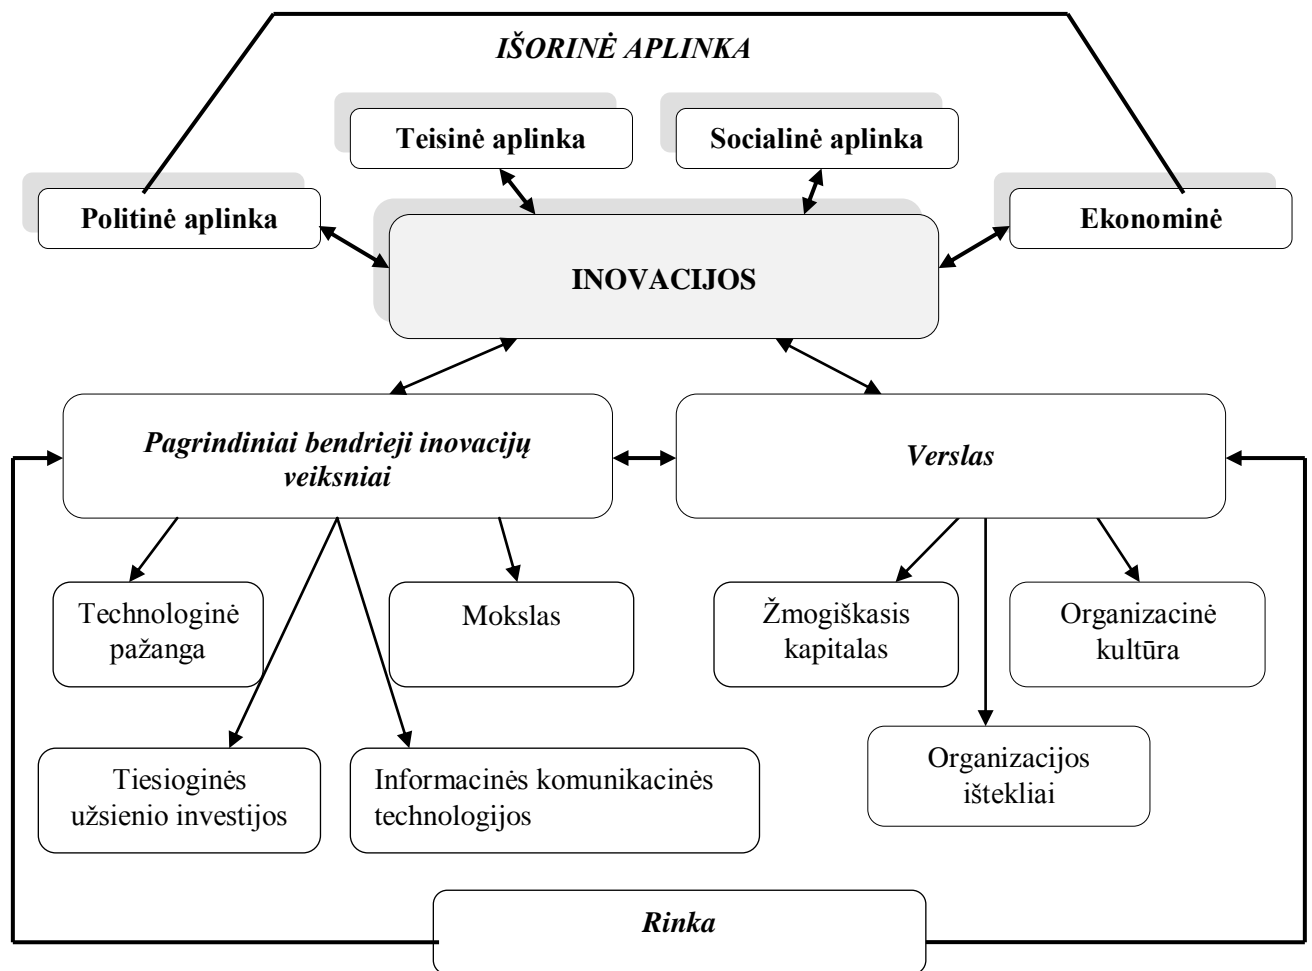 IŠORINĖ APLINKA
Teisinė aplinka
Socialinė aplinka
Politinė aplinka
Ekonominė
INOVACIJOS
Pagrindiniai bendrieji inovacijų
veiksniai
Verslas
Technologinė
pažanga
Mokslas
Žmogiškasis
kapitalas
Organizacinė
kultūra
Tiesioginės
užsienio investijos
Informacinės komunikacinės
technologijos
Organizacijos
ištekliai
Rinka